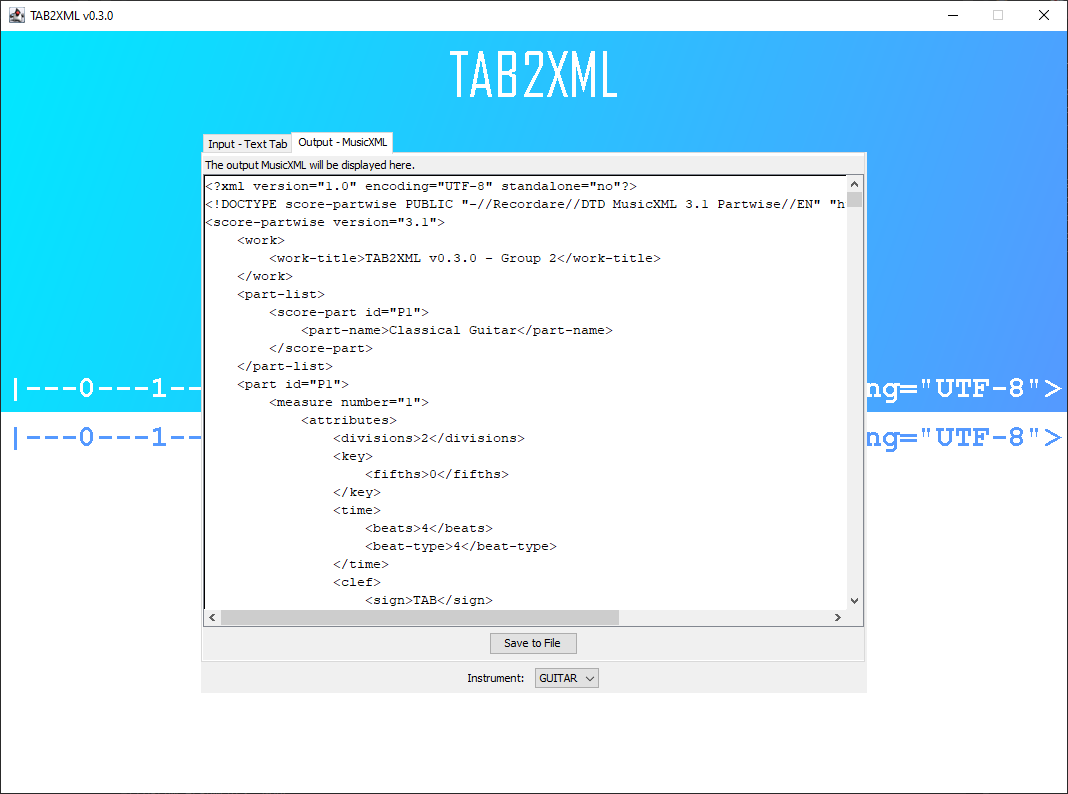 TAB2XML v0.3.0
TAB2XML
Input - Text Tab
Output - MusicXML
The output MusicXML will be displayed here.
<?xml version="1.0" encoding="UTF-8" standalone="no"?>
<!DOCTYPE score-partwise PUBLIC "-//Recordare//DTD MusicXML 3.1 Partwise//EN" "h
<score-partwise version="3.1">
<work>
<work-title>TAB2XML v0.3.0 - Group 2</work-title>
</work>
<part-list>
<score-part id="P1">
<part-name>Classical Guitar</part-name>
</score-part>
</part-list>
<part id="P1">
<measure number="1">
<attributes>
<divisions>2</divisions>
<key>
<fifths>0</fifths>
</key>
<time>
<beats>4</beats>
<beat-type>4</beat-type>
</time>
<clef>
<sign>TAB</sign>
|---0---1--
ng="UTF-8">
|---0---1--
ng="UTF-8">
Save to File
Instrument: GUITAR